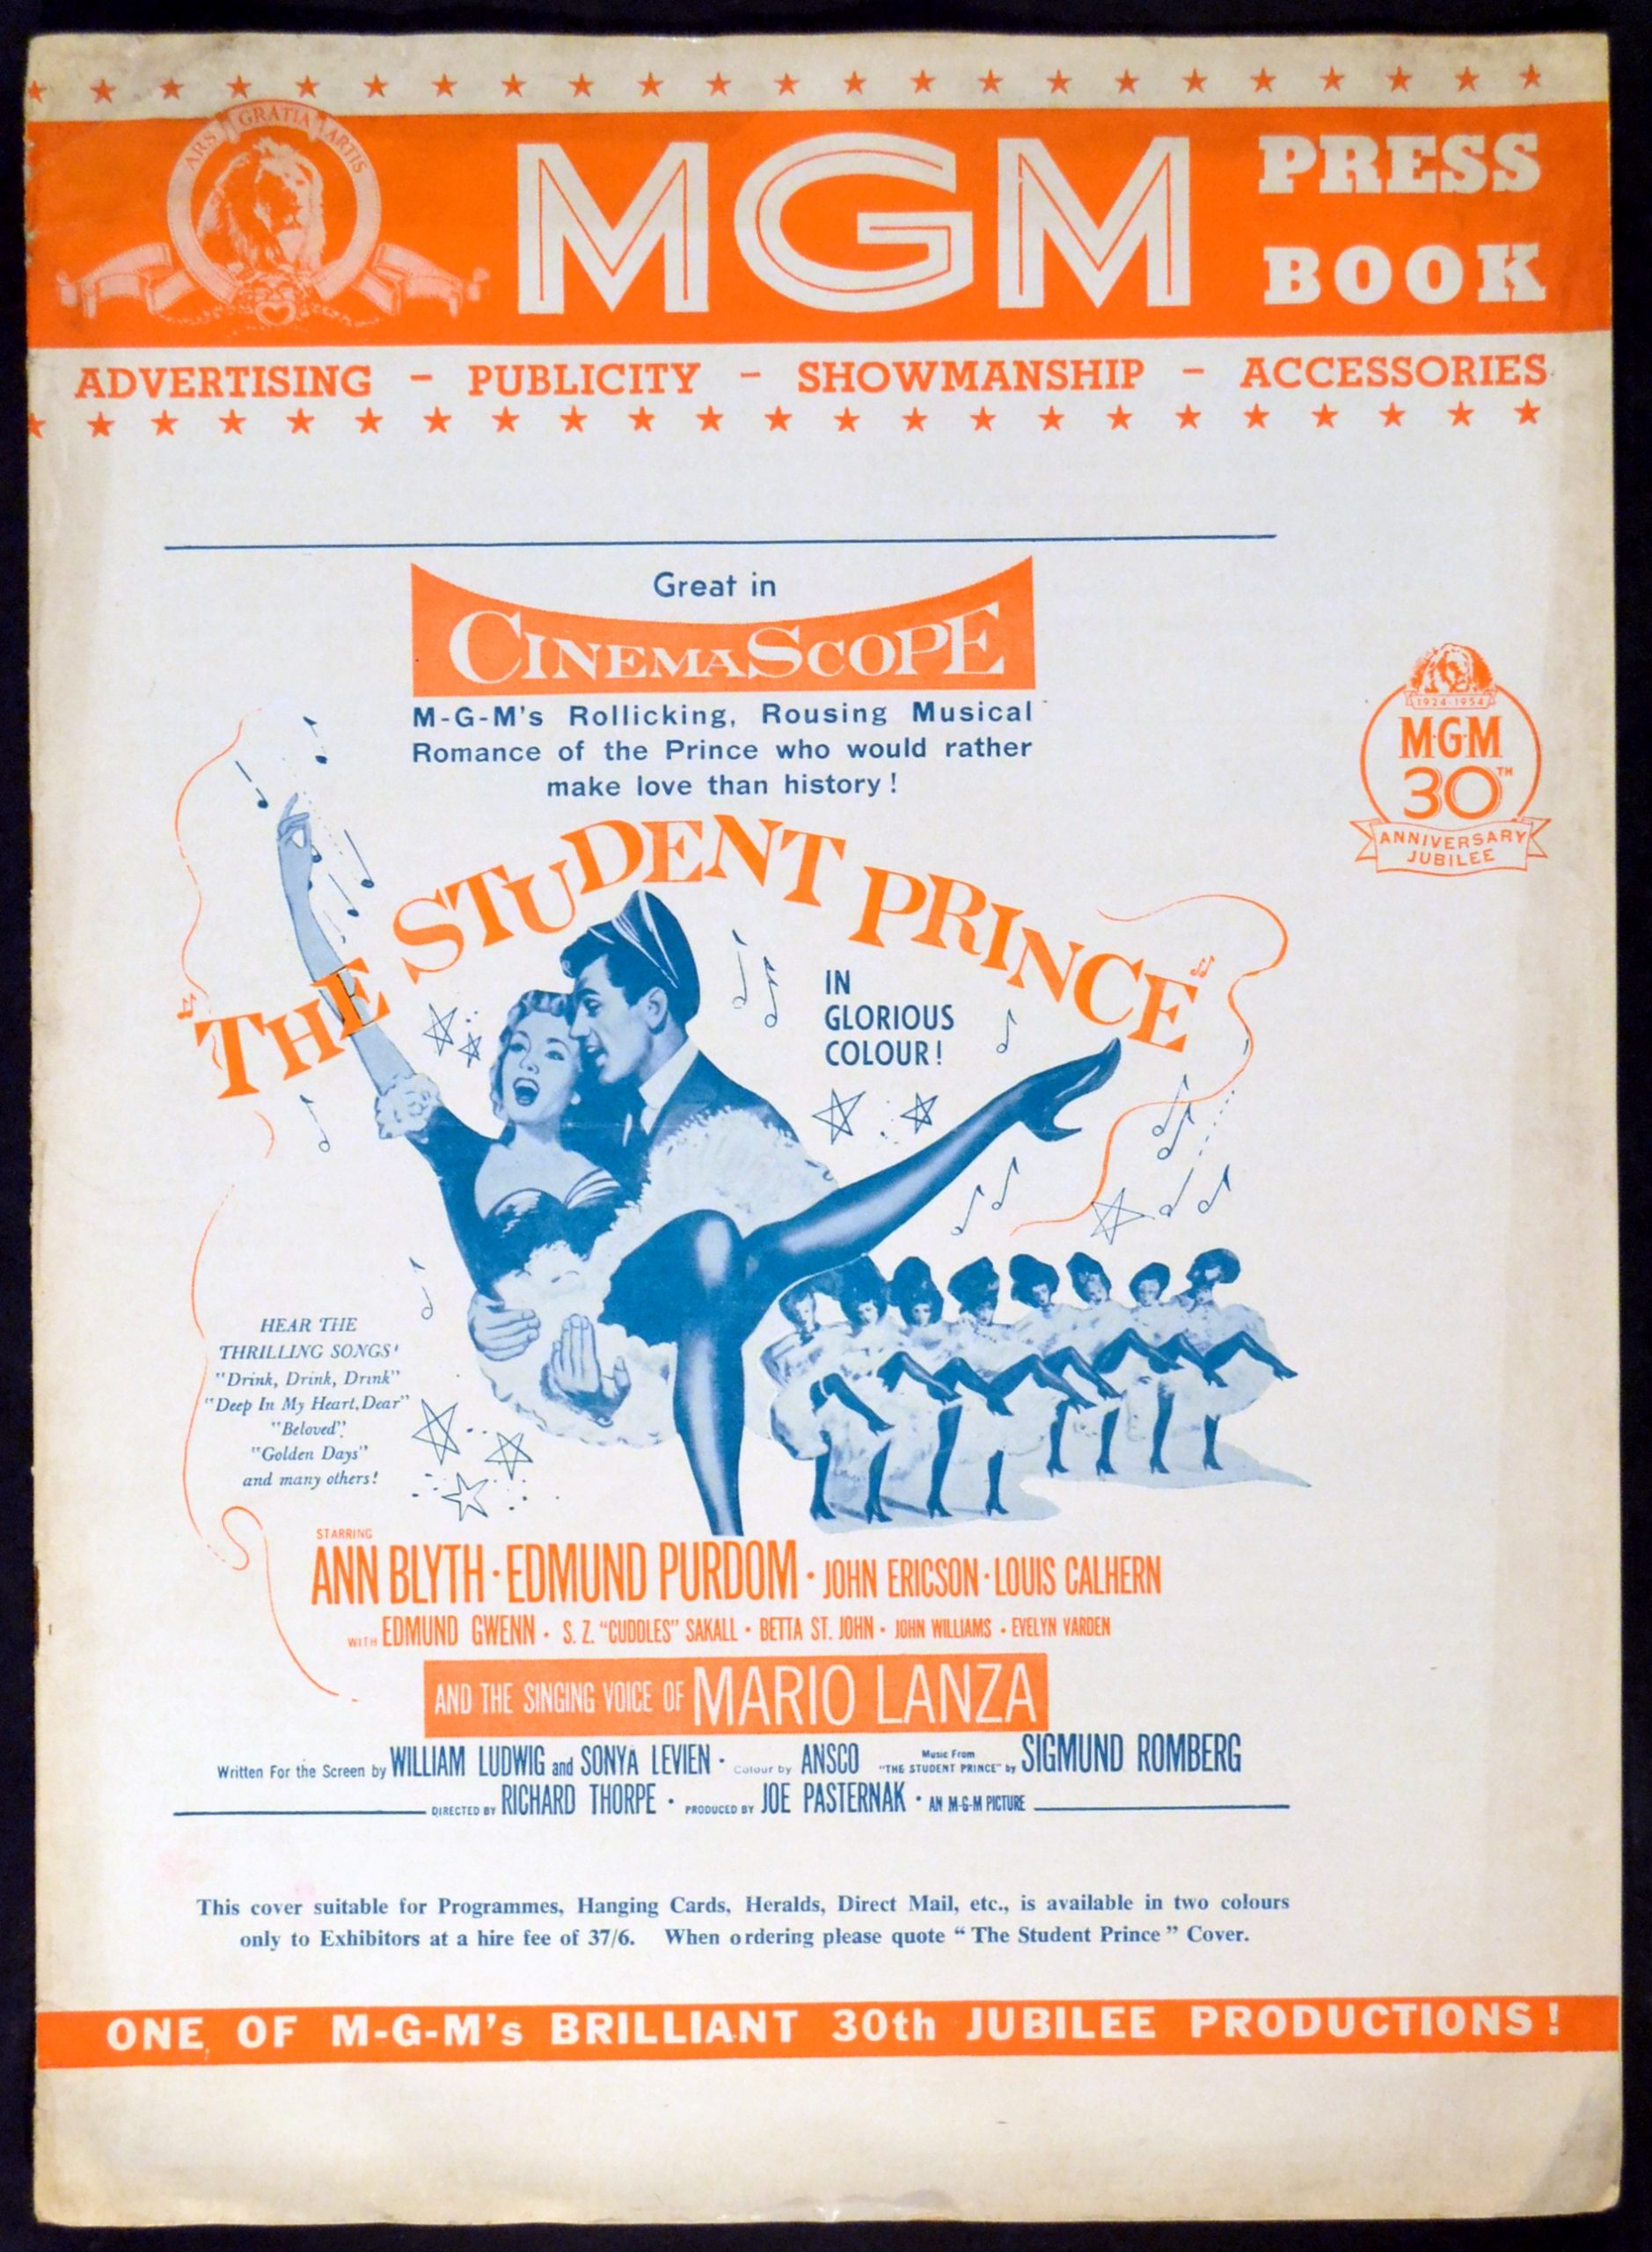 ARS GRATIA ARTIS
MGM
PRESS
BOOK
ADVERTISING - PUBLICITY - SHOWMANSHIP - ACCESSORIES
Great in
CINEMASCOPE
M-G-M's Rollicking, Rousing Musical
Romance of the Prince who would rather
make love than history!
1924-1954
MGM
30TH
ANNIVERSARY
JUBILEE
THE STUDENT PRINCE
IN
GLORIOUS
COLOUR!
HEAR THE
THRILLING SONGS!
"Drink, Drink, Drink"
"Deep In My Heart, Dear"
"Beloved"
"Golden Days"
and many others!
STARRING
ANN BLYTH · EDMUND PURDOM · JOHN ERICSON · LOUIS CALHERN
WITH EDMUND GWENN · S. Z. "CUDDLES" SAKALL · BETTA ST. JOHN · JOHN WILLIAMS · EVELYN VARDEN
AND THE SINGING VOICE OF MARIO LANZA
Written For the Screen by WILLIAM LUDWIG and SONYA LEVIEN · Colour by ANSCO Music From "THE STUDENT PRINCE" by SIGMUND ROMBERG
DIRECTED BY RICHARD THORPE · PRODUCED BY JOE PASTERNAK · AN M-G-M PICTURE
This cover suitable for Programmes, Hanging Cards, Heralds, Direct Mail, etc., is available in two colours
only to Exhibitors at a hire fee of 37/6. When ordering please quote "The Student Prince" Cover.
ONE OF M-G-M's BRILLIANT 30th JUBILEE PRODUCTIONS!